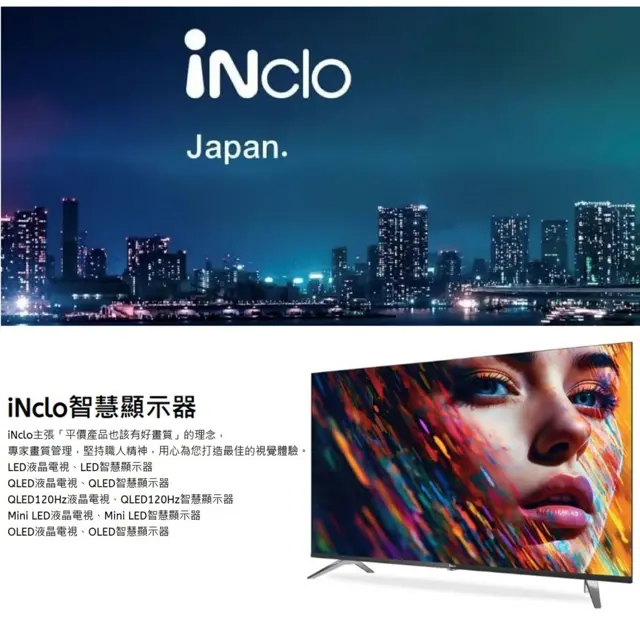 iNclo
Japan.
iNclo智慧顯示器
iNclo主張「平價產品也該有好畫質」的理念，
專家畫質管理，堅持職人精神，用心為您打造最佳的視覺體驗。
LED液晶電視、LED智慧顯示器
QLED液晶電視、QLED智慧顯示器
QLED120Hz液晶電視、QLED120Hz智慧顯示器
Mini LED液晶電視、Mini LED智慧顯示器
OLED液晶電視、OLED智慧顯示器